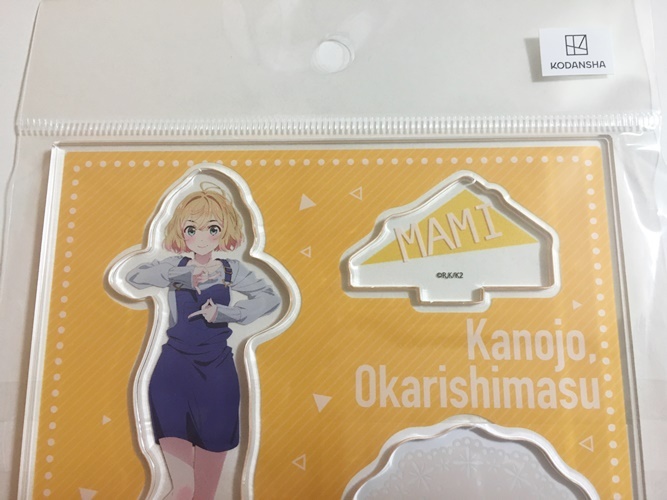 KODANSHA
MAMI
©R,K/K2
Kanojo,
Okarishimasu